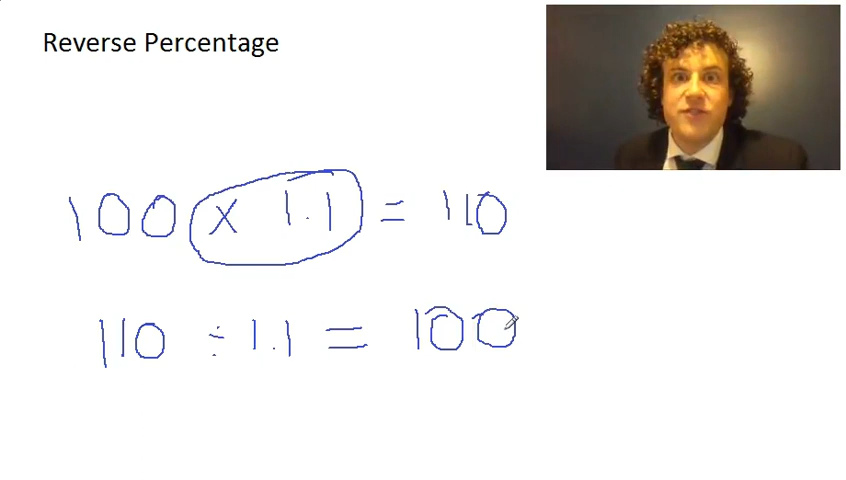 Reverse Percentage
100 x 1.1 = 110
110 ÷ 1.1 = 100